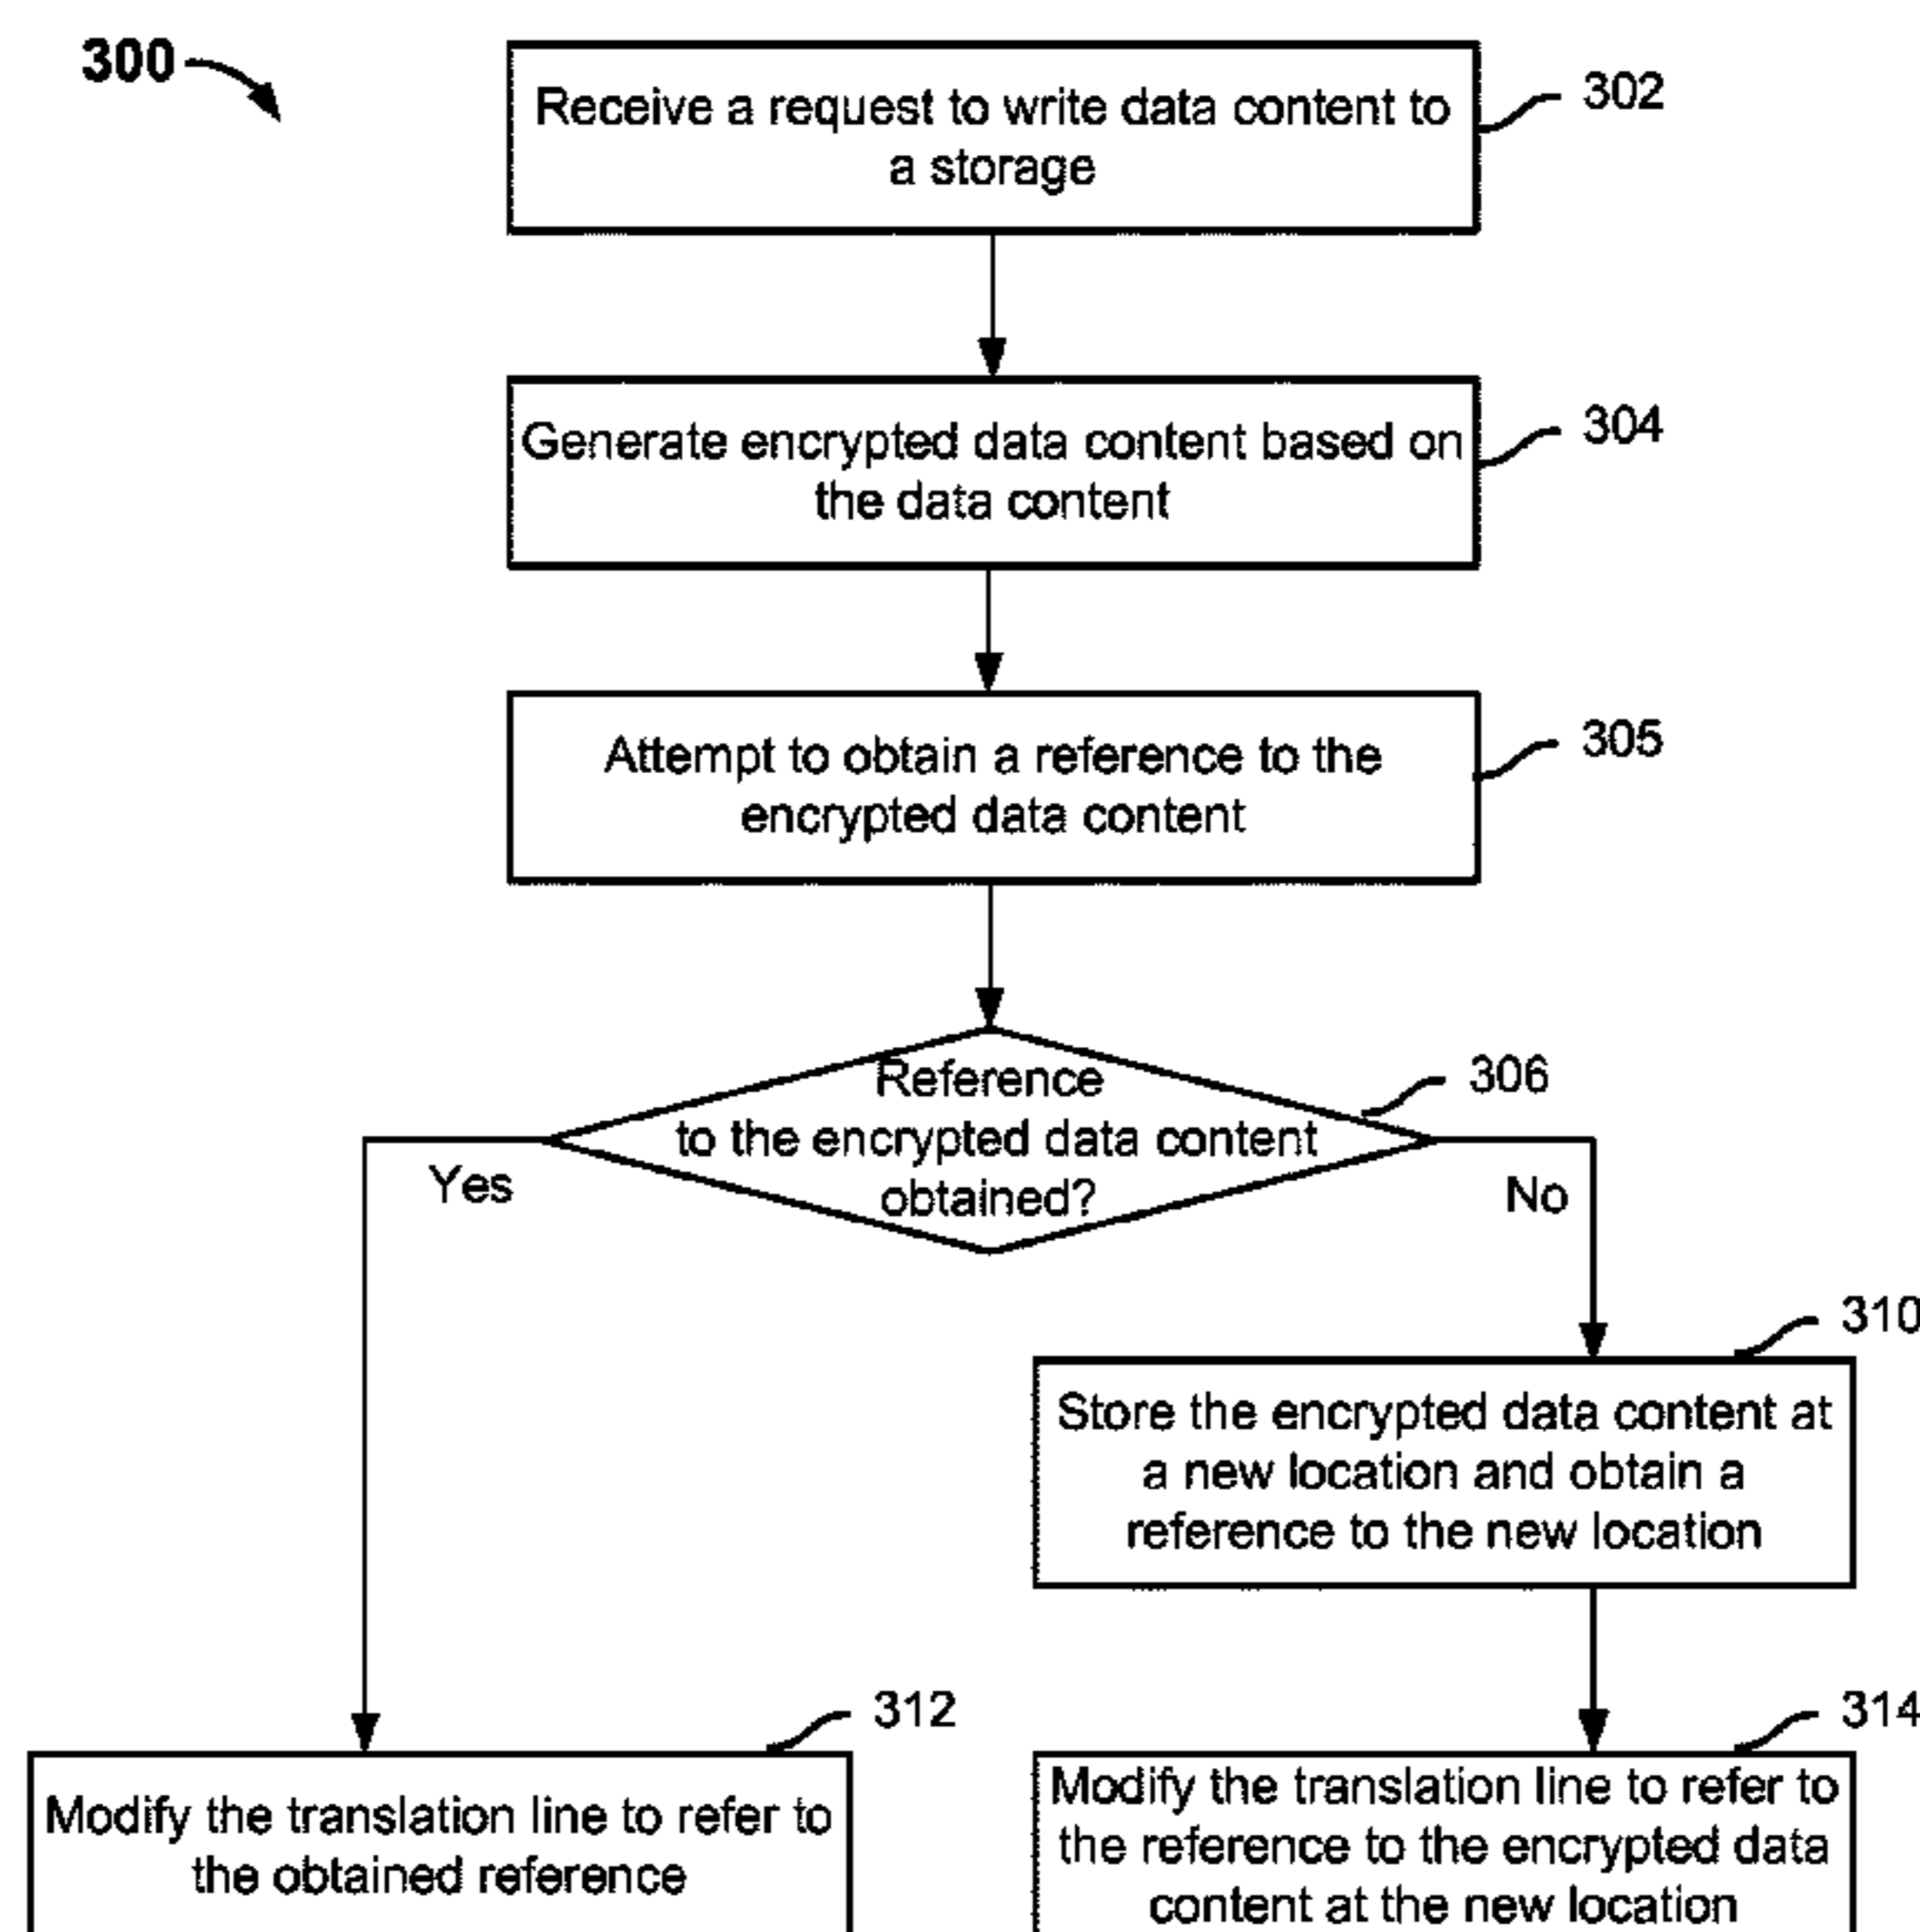 300
Receive a request to write data content to
a storage
302
Generate encrypted data content based on
the data content
304
Attempt to obtain a reference to the
encrypted data content
305
Reference
to the encrypted data content
obtained?
306
Yes
No
310
Store the encrypted data content at
a new location and obtain a
reference to the new location
312
Modify the translation line to refer to
the obtained reference
314
Modify the translation line to refer to
the reference to the encrypted data
content at the new location